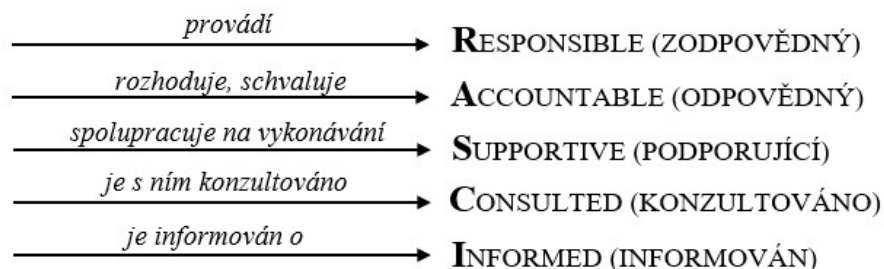 provádí
RESPONSIBLE (ZODPOVĚDNÝ)
rozhoduje, schvaluje
ACCOUNTABLE (ODPOVĚDNÝ)
spolupracuje na vykonávání
SUPPORTIVE (PODPORUJÍCÍ)
je s ním konzultováno
CONSULTED (KONZULTOVÁNO)
je informován o
INFORMED (INFORMOVÁN)